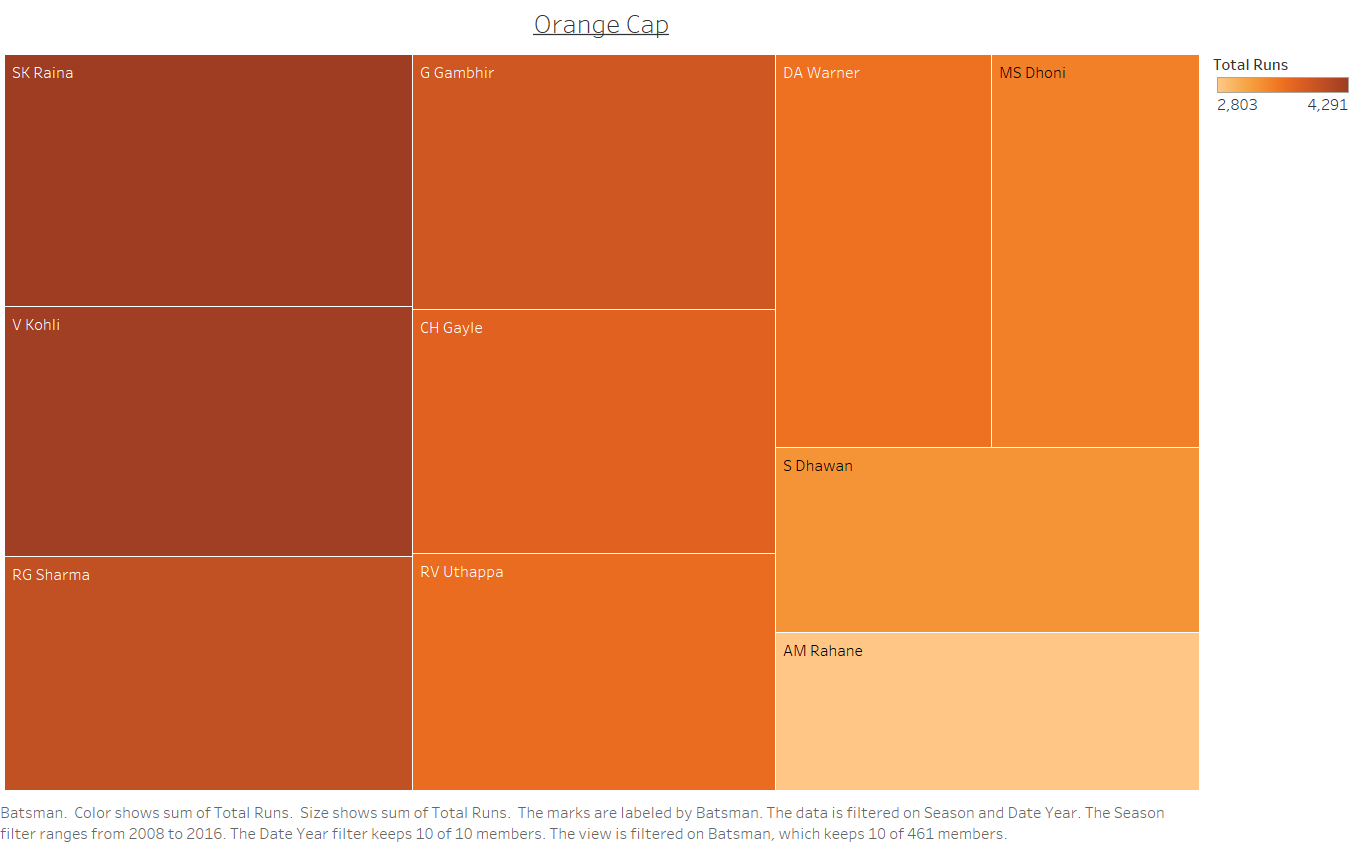 Orange Cap
SK Raina
G Gambhir
DA Warner
MS Dhoni
Total Runs
2,803 4,291
V Kohli
CH Gayle
S Dhawan
RG Sharma
RV Uthappa
AM Rahane
Batsman.  Color shows sum of Total Runs.  Size shows sum of Total Runs.  The marks are labeled by Batsman. The data is filtered on Season and Date Year. The Season
filter ranges from 2008 to 2016. The Date Year filter keeps 10 of 10 members. The view is filtered on Batsman, which keeps 10 of 461 members.